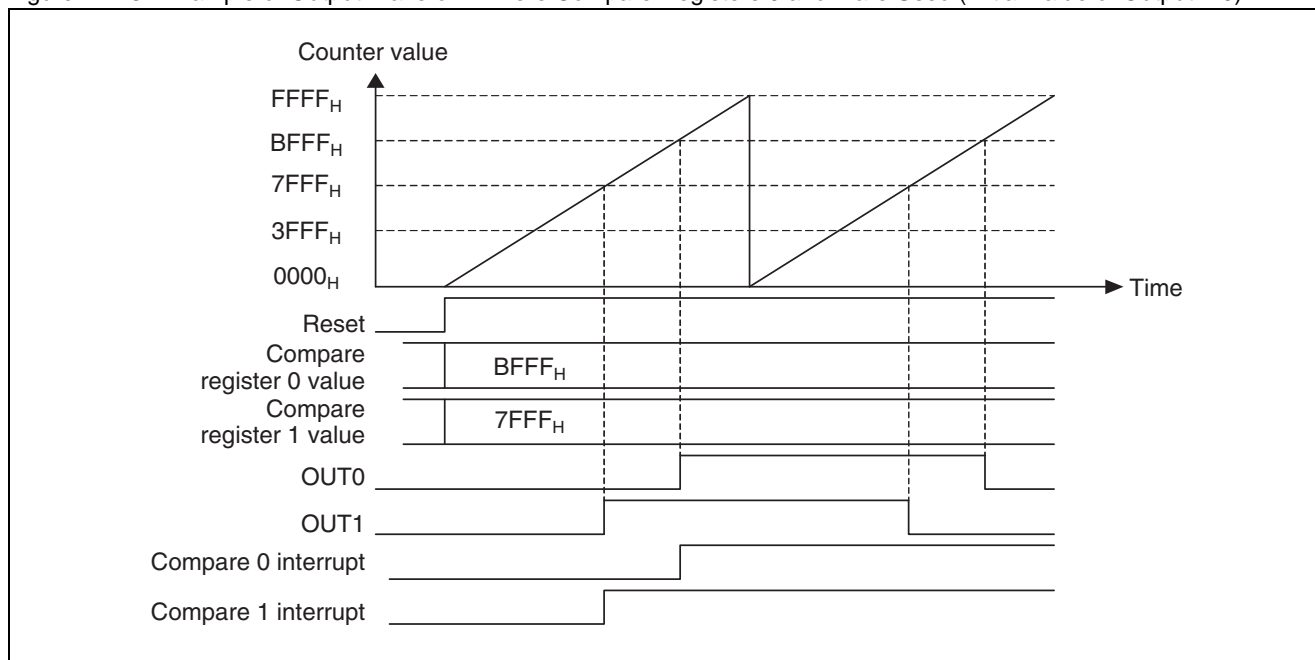 Counter value
FFFFH
BFFFH
7FFFH
3FFFH
0000H
Time
Reset
Compare
register 0 value
BFFFH
Compare
register 1 value
7FFFH
OUT0
OUT1
Compare 0 interrupt
Compare 1 interrupt